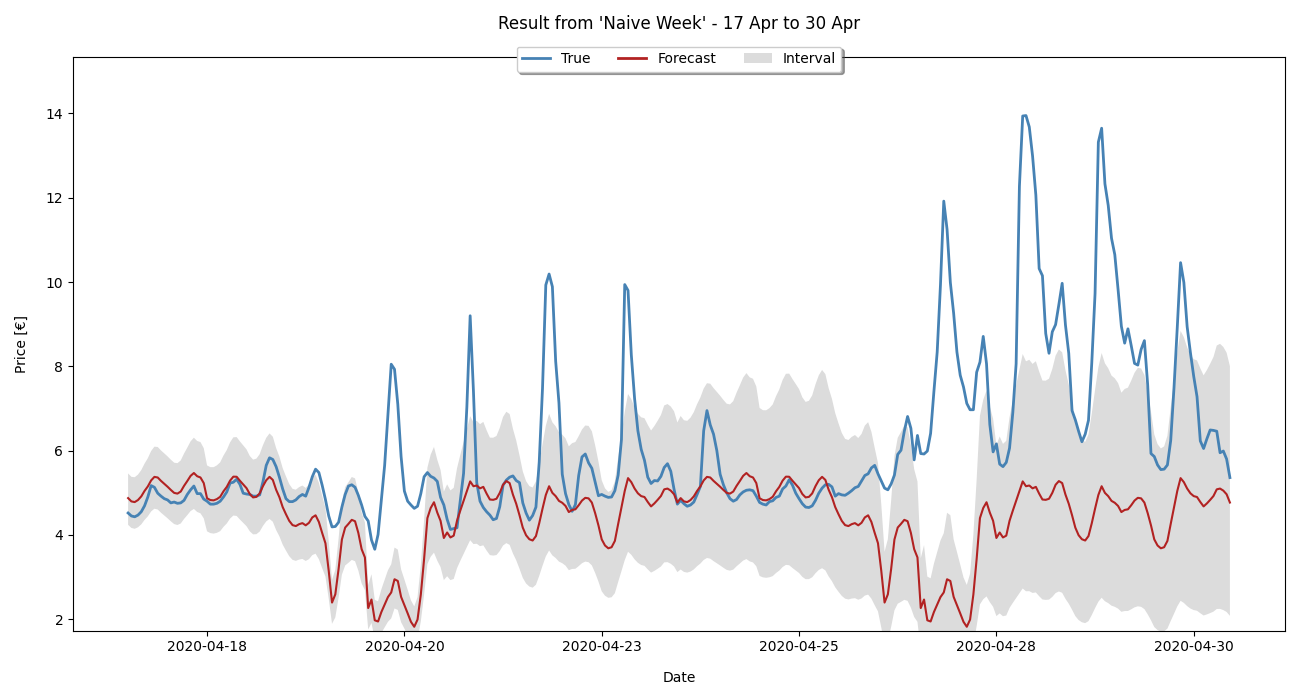 Result from 'Naive Week' - 17 Apr to 30 Apr
True Forecast Interval
14
12
10
8
6
4
2
Price [€]
2020-04-18 2020-04-20 2020-04-23 2020-04-25 2020-04-28 2020-04-30
Date